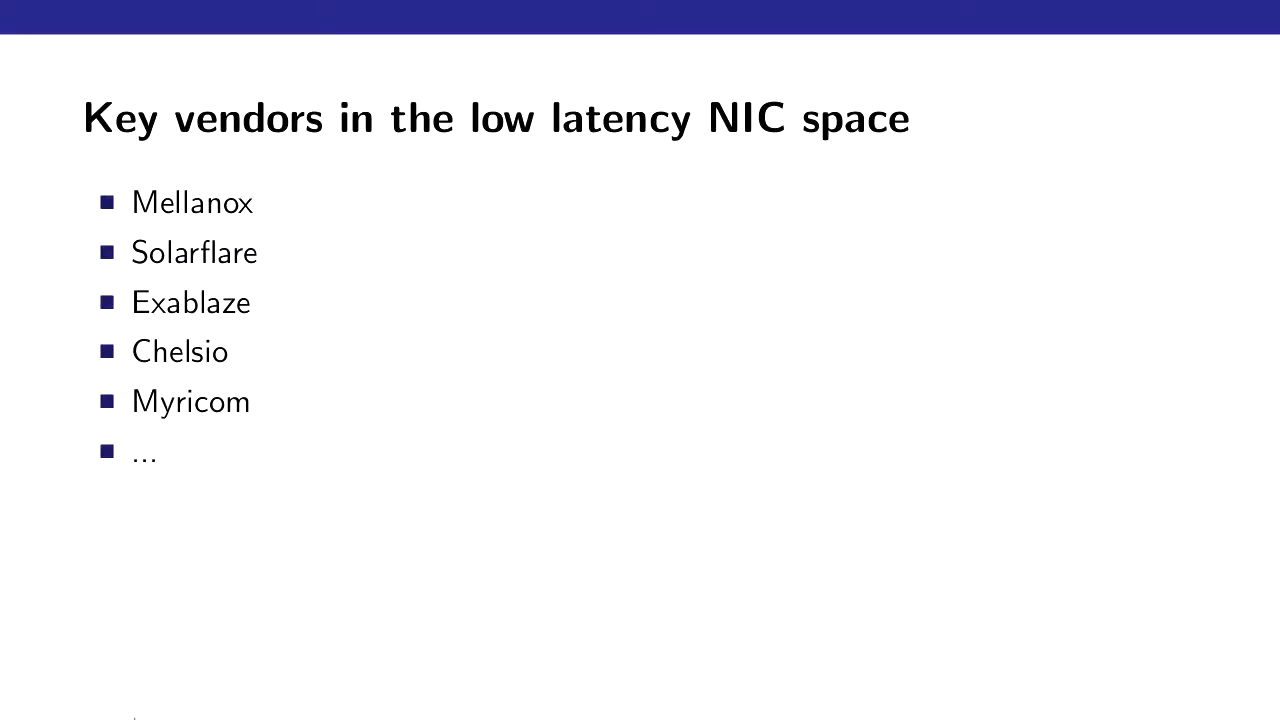 Key vendors in the low latency NIC space
Mellanox
Solarflare
Exablaze
Chelsio
Myricom
...